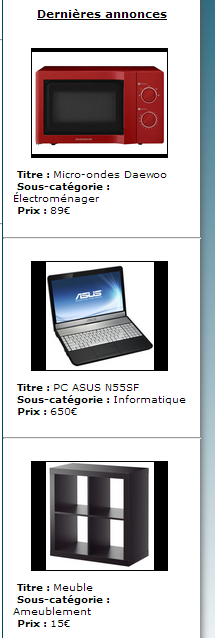 Dernières annonces
Titre : Micro-ondes Daewoo
Sous-catégorie :
Électroménager
Prix : 89€
ASUS
Titre : PC ASUS N55SF
Sous-catégorie : Informatique
Prix : 650€
Titre : Meuble
Sous-catégorie :
Ameublement
Prix : 15€